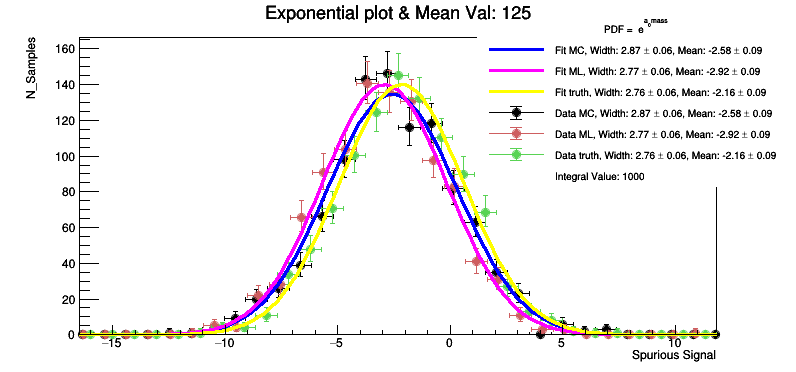 Exponential plot & Mean Val: 125
N_Samples
160
140
120
100
80
60
40
20
0
−15
−10
−5
0
5
10
Spurious Signal
PDF = e^{a_0 mass}
Fit MC, Width: 2.87 ± 0.06, Mean: -2.58 ± 0.09
Fit ML, Width: 2.77 ± 0.06, Mean: -2.92 ± 0.09
Fit truth, Width: 2.76 ± 0.06, Mean: -2.16 ± 0.09
Data MC, Width: 2.87 ± 0.06, Mean: -2.58 ± 0.09
Data ML, Width: 2.77 ± 0.06, Mean: -2.92 ± 0.09
Data truth, Width: 2.76 ± 0.06, Mean: -2.16 ± 0.09
Integral Value: 1000